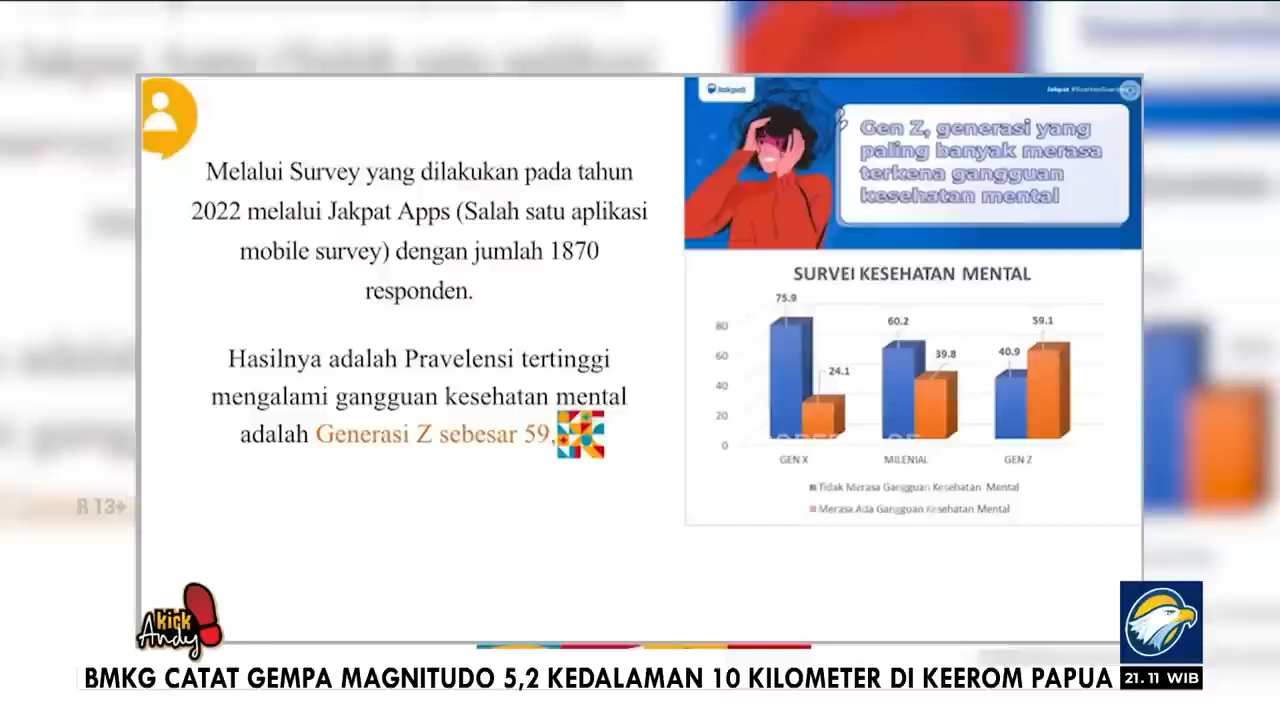 Melalui Survey yang dilakukan pada tahun
2022 melalui Jakpat Apps (Salah satu aplikasi
mobile survey) dengan jumlah 1870
responden.
Hasilnya adalah Pravelensi tertinggi
mengalami gangguan kesehatan mental
adalah Generasi Z sebesar 59,
Jakpat
Jakpat
Gen Z, generasi yang
paling banyak merasa
terkena gangguan
kesehatan mental
SURVEI KESEHATAN MENTAL
75.9
24.1
60.2
39.8
40.9
59.1
80
60
40
20
0
GEN X
MILENIAL
GEN Z
Tidak Merasa Gangguan Kesehatan Mental
Merasa Ada Gangguan Kesehatan Mental
R 13+
kick
Andy
BMKG CATAT GEMPA MAGNITUDO 5,2 KEDALAMAN 10 KILOMETER DI KEEROM PAPUA
21.11 WIB